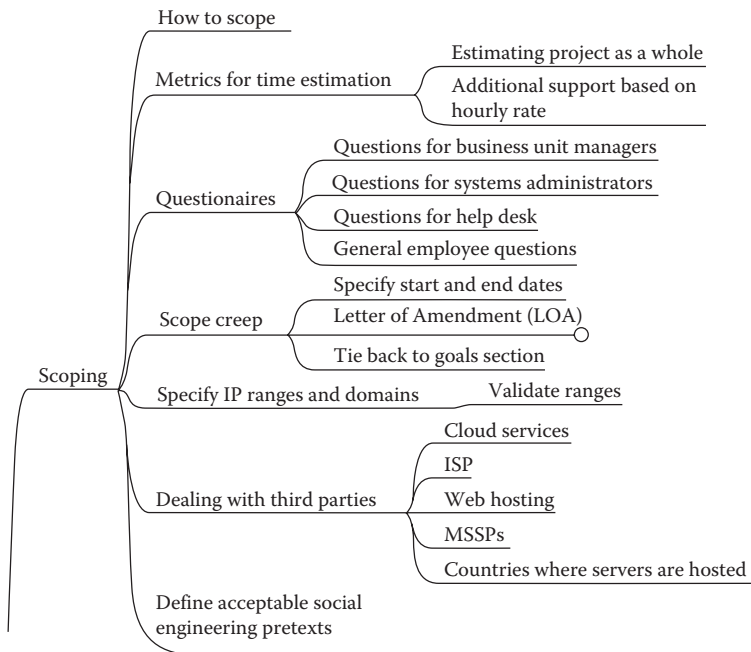 How to scope
Metrics for time estimation
Estimating project as a whole
Additional support based on
hourly rate
Questionaires
Questions for business unit managers
Questions for systems administrators
Questions for help desk
General employee questions
Scope creep
Specify start and end dates
Letter of Amendment (LOA)
Tie back to goals section
Scoping
Specify IP ranges and domains
Validate ranges
Dealing with third parties
Cloud services
ISP
Web hosting
MSSPs
Countries where servers are hosted
Define acceptable social
engineering pretexts